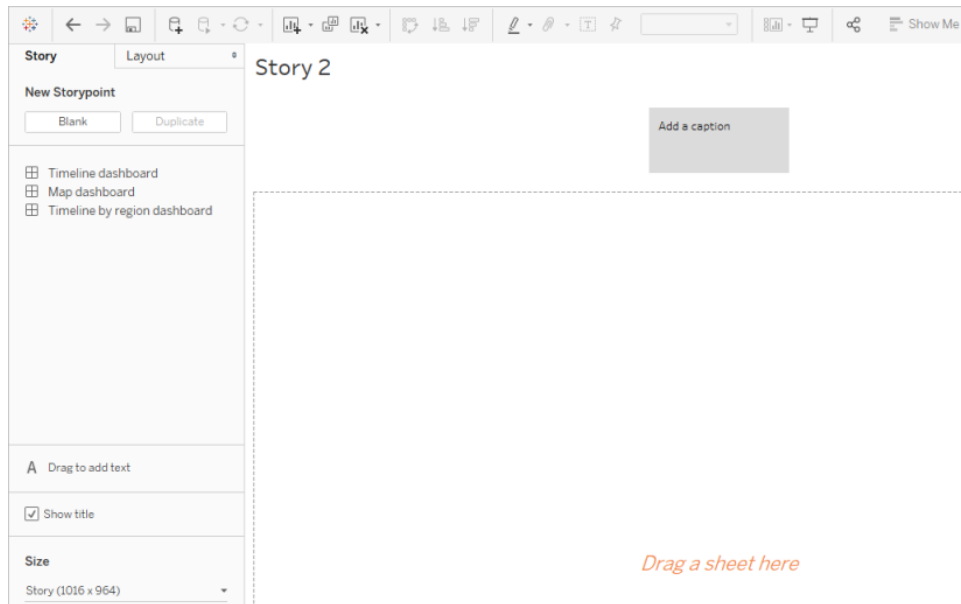 Show Me
Story
Layout
Story 2
New Storypoint
Blank
Duplicate
Add a caption
Timeline dashboard
Map dashboard
Timeline by region dashboard
A Drag to add text
Show title
Drag a sheet here
Size
Story (1016 x 964)